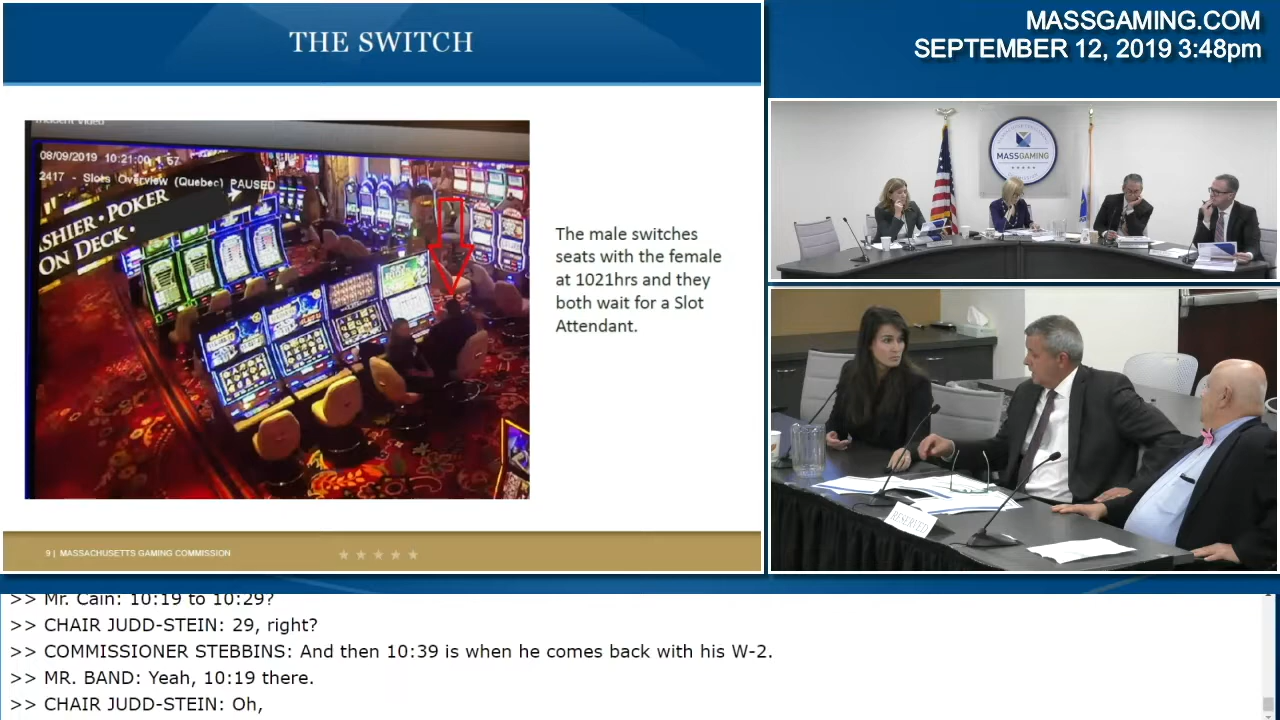 THE SWITCH
Incident Video
08/09/2019 10:21:00
2417 - Slots Overview (Quebec) PAUSED
SHIER • POKER
ON DECK •
The male switches
seats with the female
at 1021hrs and they
both wait for a Slot
Attendant.
9 | MASSACHUSETTS GAMING COMMISSION
MASSGAMING.COM
SEPTEMBER 12, 2019 3:48pm
MASSGAMING
RESERVED
>> Mr. Cain: 10:19 to 10:29?
>> CHAIR JUDD-STEIN: 29, right?
>> COMMISSIONER STEBBINS: And then 10:39 is when he comes back with his W-2.
>> MR. BAND: Yeah, 10:19 there.
>> CHAIR JUDD-STEIN: Oh,